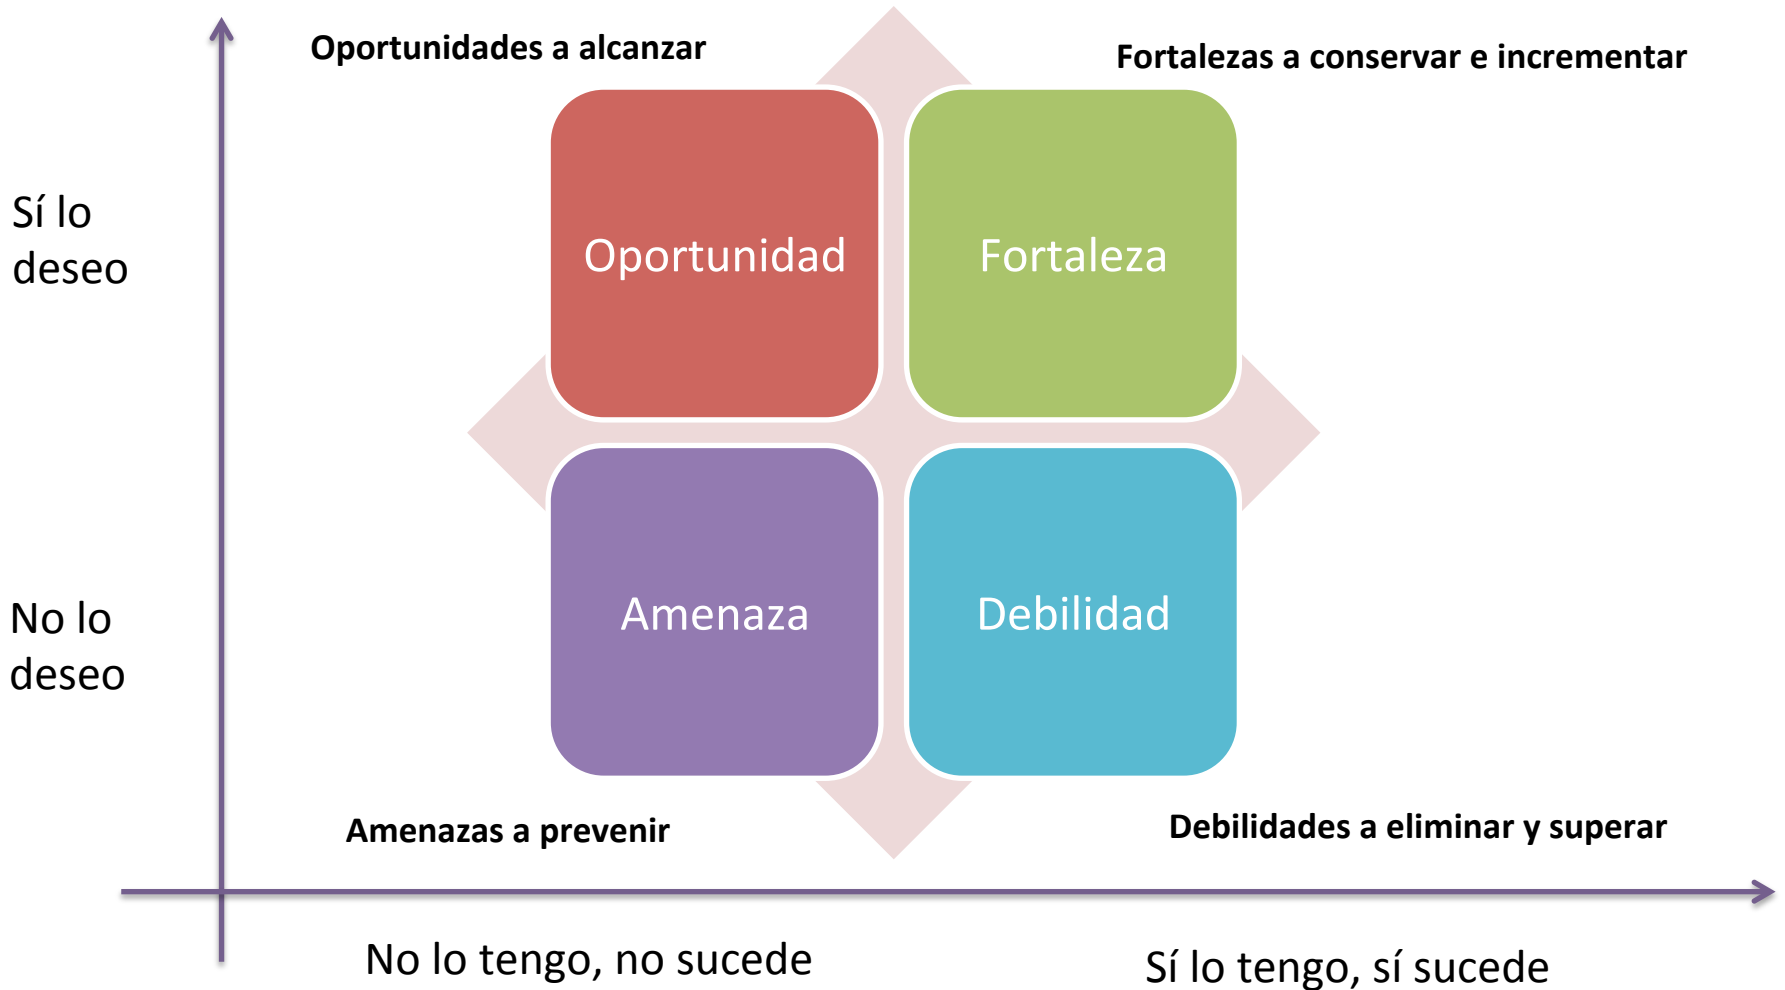 Oportunidades a alcanzar
Fortalezas a conservar e incrementar
Sí lo
deseo
Oportunidad
Fortaleza
No lo
deseo
Amenaza
Debilidad
Amenazas a prevenir
Debilidades a eliminar y superar
No lo tengo, no sucede
Sí lo tengo, sí sucede